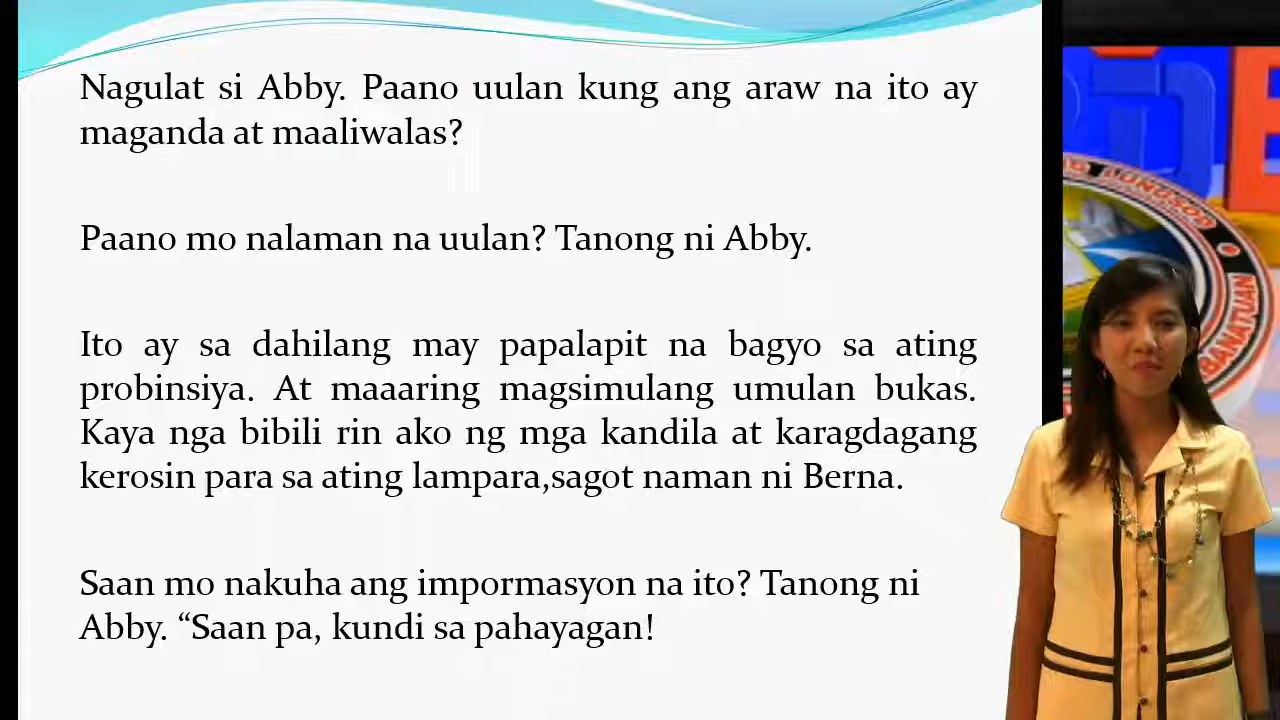 Nagulat si Abby. Paano uulan kung ang araw na ito ay
maganda at maaliwalas?
Paano mo nalaman na uulan? Tanong ni Abby.
Ito ay sa dahilang may papalapit na bagyo sa ating
probinsiya. At maaaring magsimulang umulan bukas.
Kaya nga bibili rin ako ng mga kandila at karagdagang
kerosin para sa ating lampara,sagot naman ni Berna.
Saan mo nakuha ang impormasyon na ito? Tanong ni
Abby. “Saan pa, kundi sa pahayagan!
LUNGSOD